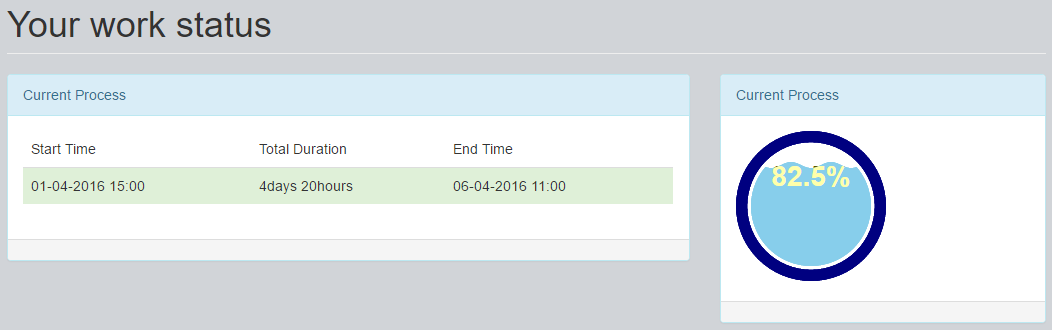 Your work status
Current Process
Start Time Total Duration End Time
01-04-2016 15:00 4days 20hours 06-04-2016 11:00
Current Process
82.5%